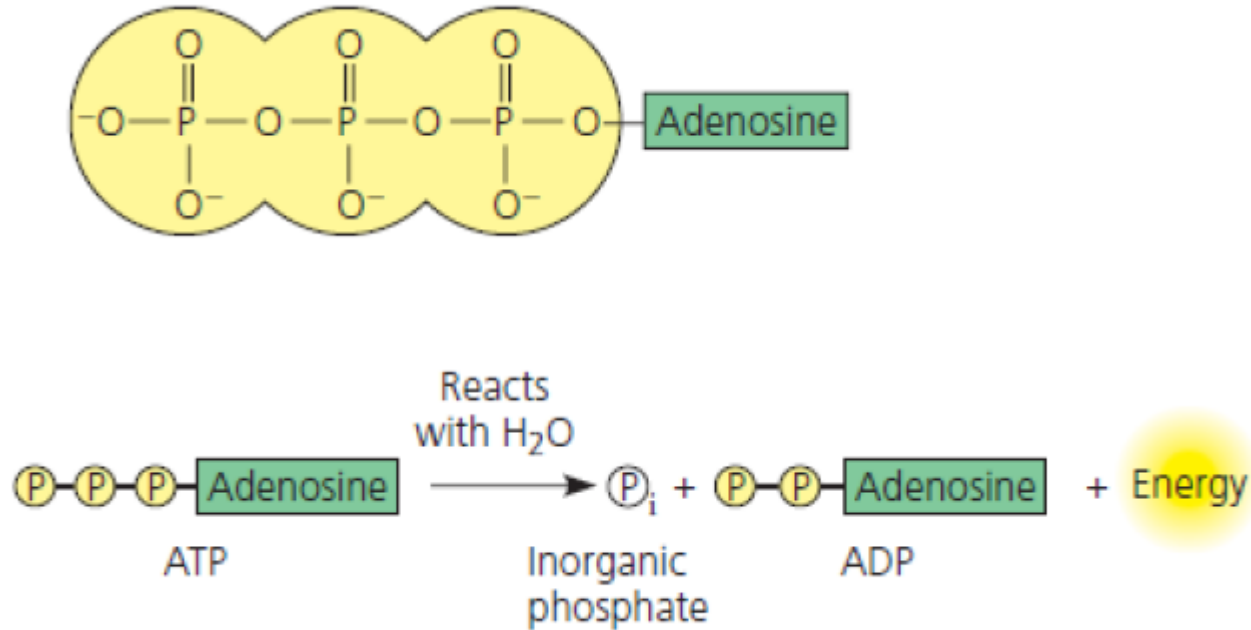 O O O
⁻O—P—O—P—O—P—O—Adenosine
O⁻ O⁻ O⁻
Reacts
with H₂O
P-P-P-Adenosine Pᵢ + P-P-Adenosine + Energy
ATP Inorganic ADP
phosphate